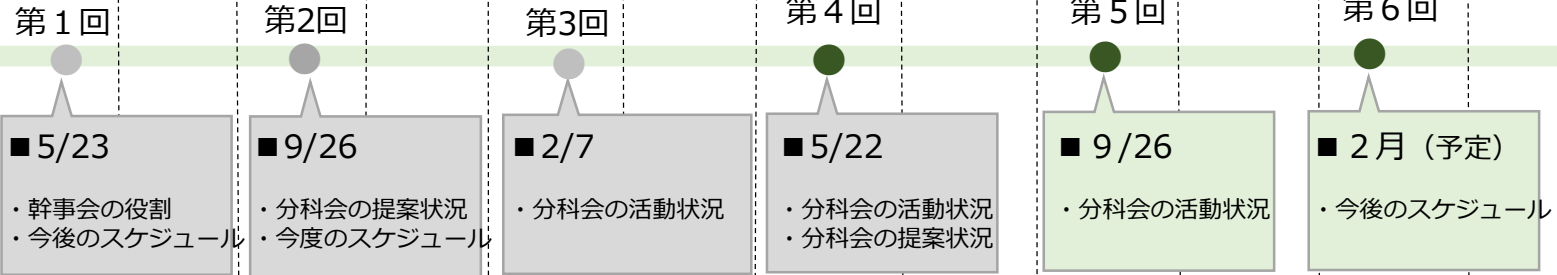 第１回
第2回
第3回
第４回
第５回
第６回
■5/23
・幹事会の役割
・今後のスケジュール
■9/26
・分科会の提案状況
・今度のスケジュール
■2/7
・分科会の活動状況
■5/22
・分科会の活動状況
・分科会の提案状況
■ 9/26
・分科会の活動状況
■ 2月（予定）
・今後のスケジュール